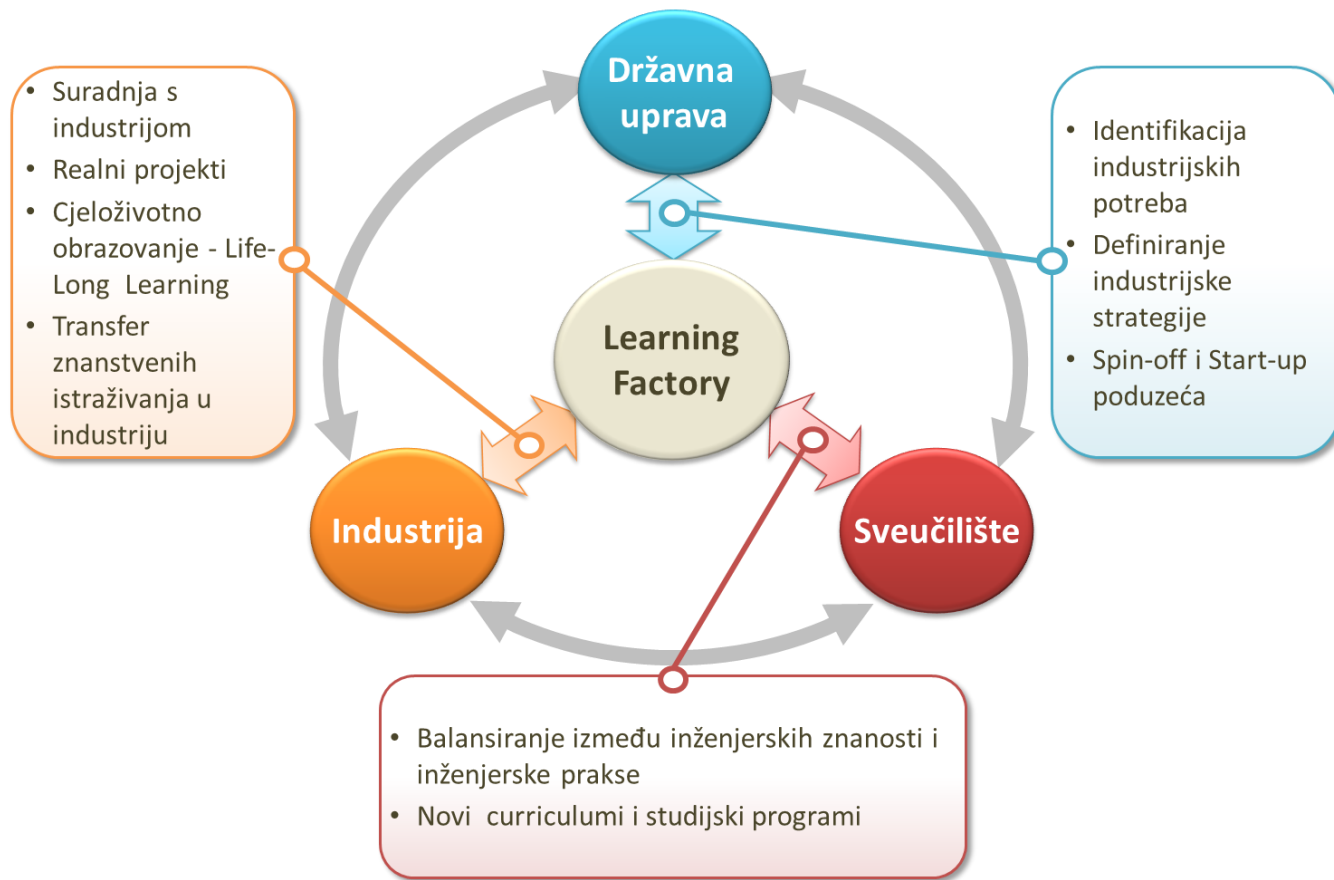 Državna
uprava
• Suradnja s
industrijom
• Realni projekti
• Cjeloživotno
obrazovanje - Life-
Long Learning
• Transfer
znanstvenih
istraživanja u
industriju
• Identifikacija
industrijskih
potreba
• Definiranje
industrijske
strategije
• Spin-off i Start-up
poduzeća
Learning
Factory
Industrija
Sveučilište
• Balansiranje između inženjerskih znanosti i
inženjerske prakse
• Novi curriculumi i studijski programi